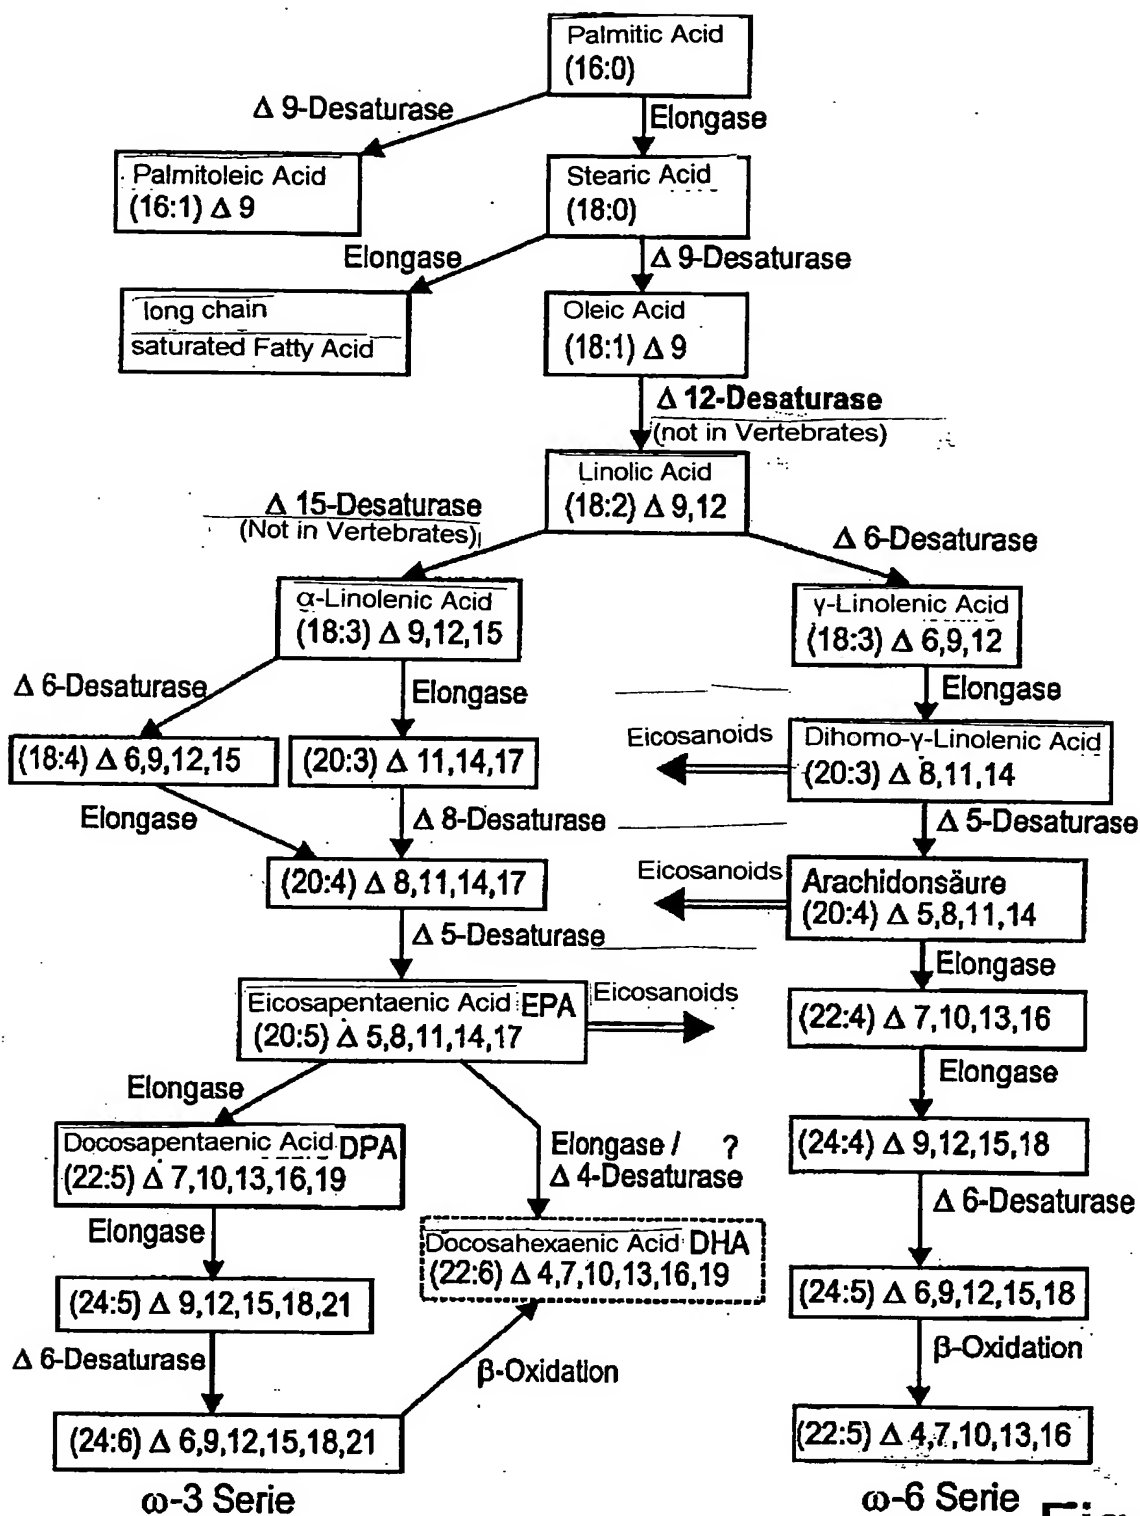 Palmitic Acid
(16:0)
Δ 9-Desaturase
Elongase
Palmitoleic Acid
(16:1) Δ 9
Stearic Acid
(18:0)
Elongase
Δ 9-Desaturase
long chain
saturated Fatty Acid
Oleic Acid
(18:1) Δ 9
Δ 12-Desaturase
(not in Vertebrates)
Linolic Acid
(18:2) Δ 9,12
Δ 15-Desaturase
(Not in Vertebrates)
Δ 6-Desaturase
α-Linolenic Acid
(18:3) Δ 9,12,15
γ-Linolenic Acid
(18:3) Δ 6,9,12
Δ 6-Desaturase
Elongase
Elongase
(18:4) Δ 6,9,12,15
(20:3) Δ 11,14,17
Eicosanoids
Dihomo-γ-Linolenic Acid
(20:3) Δ 8,11,14
Elongase
Δ 8-Desaturase
Δ 5-Desaturase
(20:4) Δ 8,11,14,17
Eicosanoids
Arachidonsäure
(20:4) Δ 5,8,11,14
Δ 5-Desaturase
Elongase
Eicosapentaenic Acid EPA
(20:5) Δ 5,8,11,14,17
Eicosanoids
(22:4) Δ 7,10,13,16
Elongase
Elongase
Docosapentaenic Acid DPA
(22:5) Δ 7,10,13,16,19
Elongase / ?
Δ 4-Desaturase
(24:4) Δ 9,12,15,18
Elongase
Δ 6-Desaturase
Docosahexaenic Acid DHA
(22:6) Δ 4,7,10,13,16,19
(24:5) Δ 9,12,15,18,21
(24:5) Δ 6,9,12,15,18
Δ 6-Desaturase
β-Oxidation
β-Oxidation
(24:6) Δ 6,9,12,15,18,21
(22:5) Δ 4,7,10,13,16
ω-3 Serie
ω-6 Serie